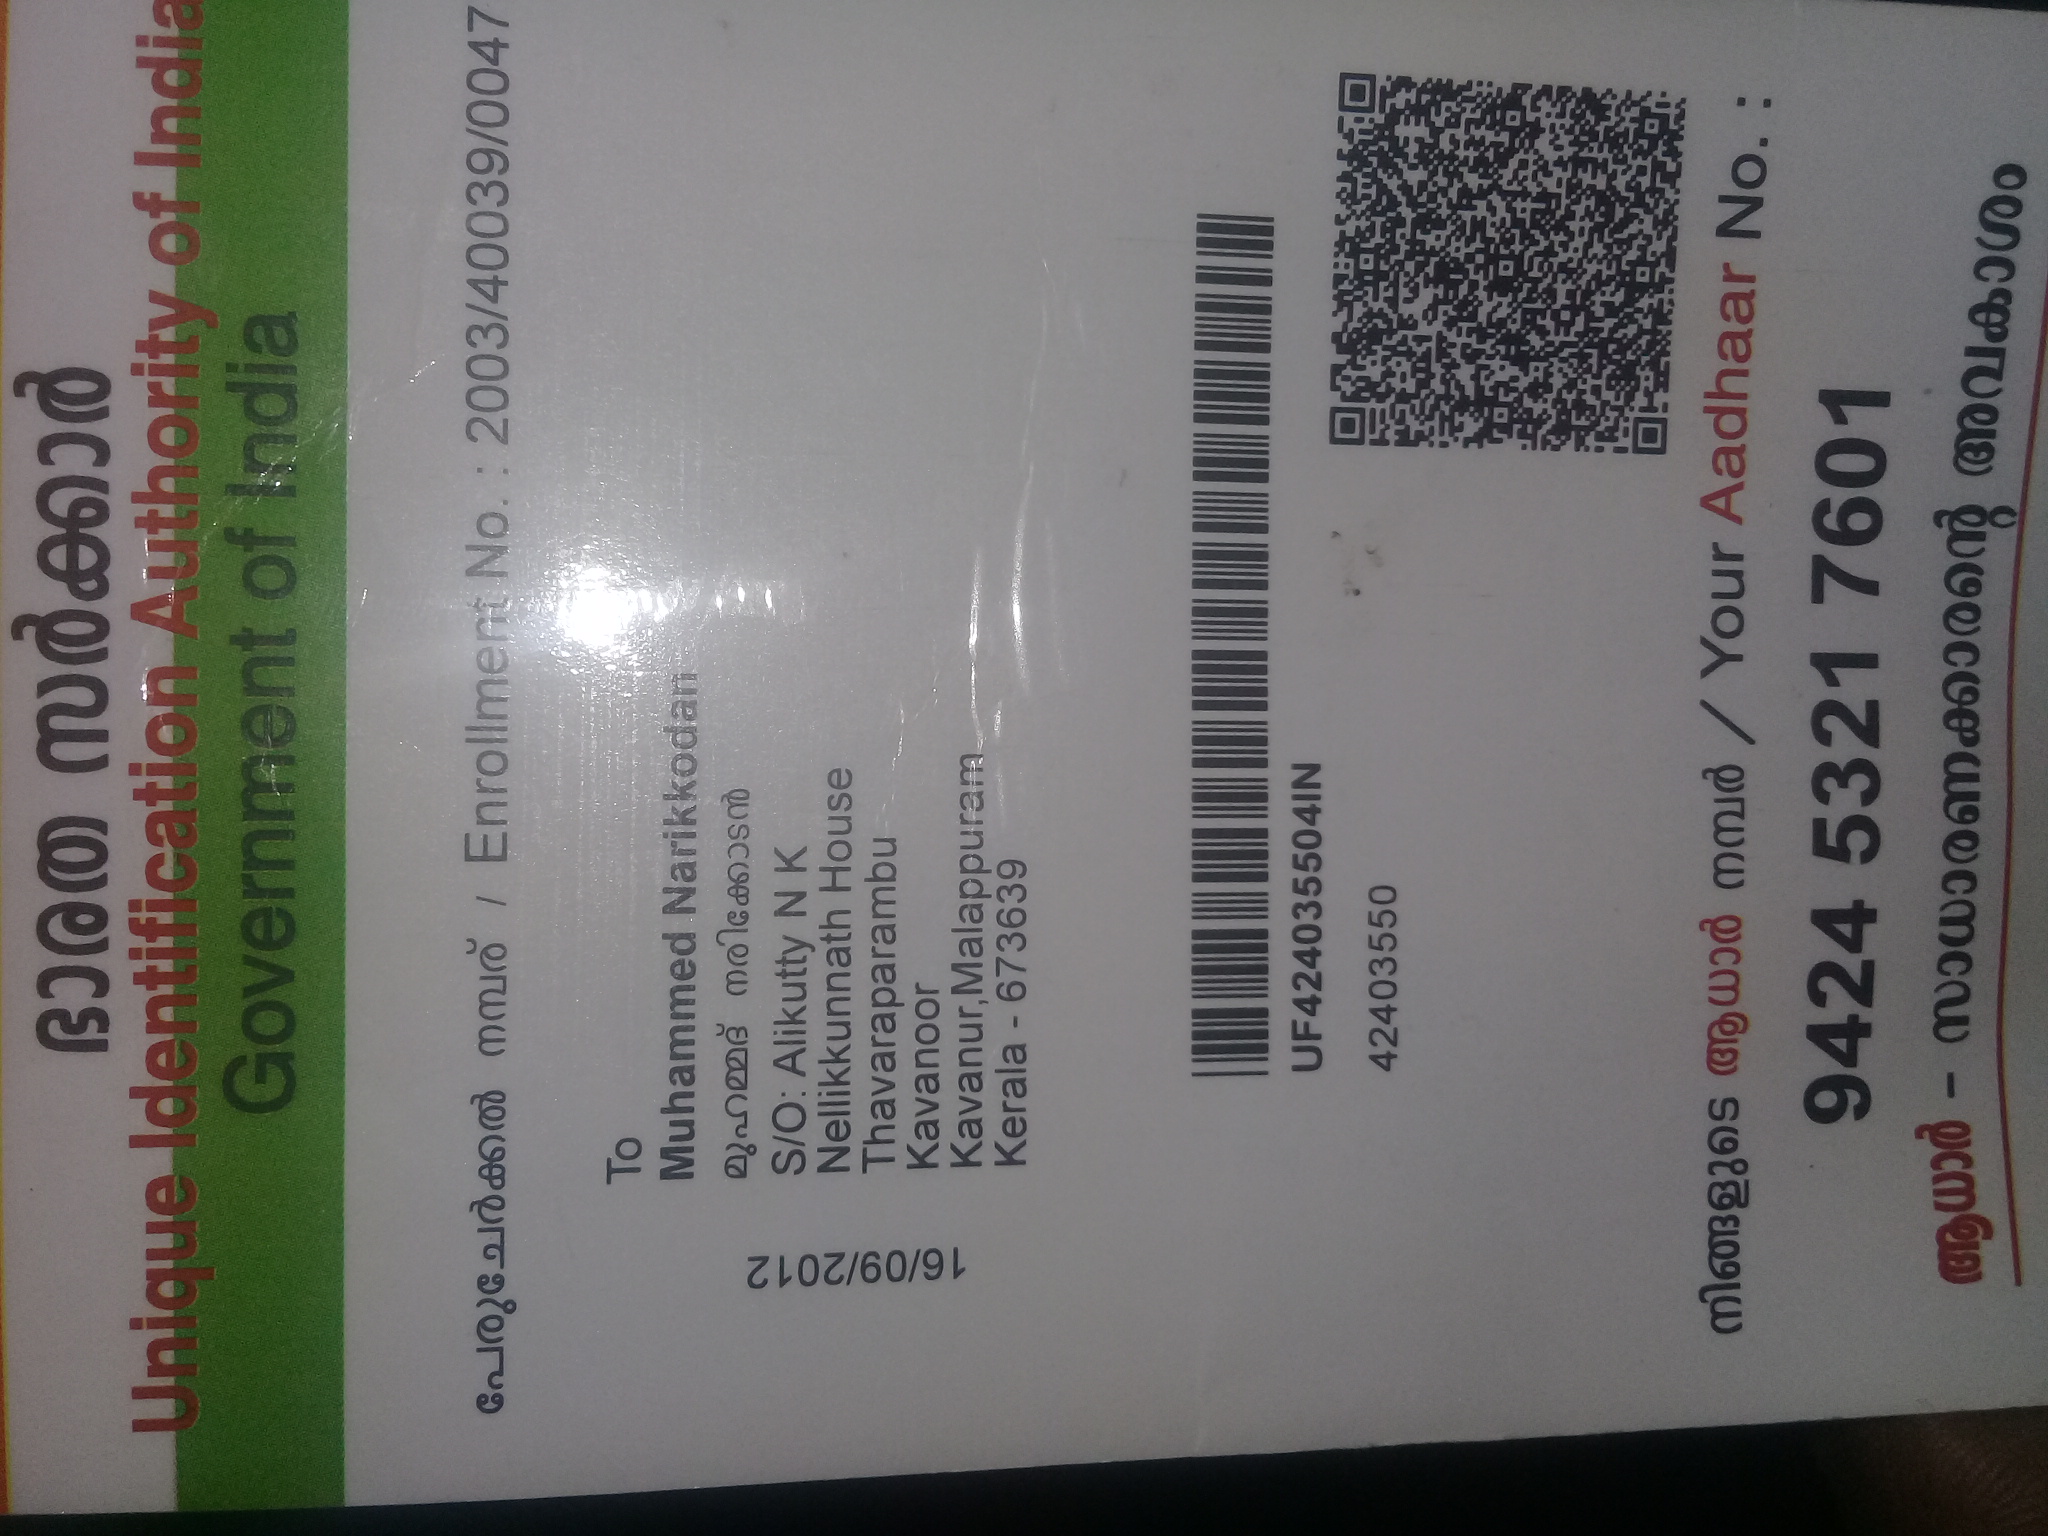 ഭാരത സർക്കാർ
Unique Identification Authority of India
Government of India
പേരുചേർക്കൽ നമ്പര് / Enrollment No. : 2003/40039/0047
To
Muhammed Narikkodan
മുഹമ്മദ് നരിക്കോടൻ
S/O: Alikutty N K
Nellikkunnath House
Thavaraparambu
Kavanoor
Kavanur,Malappuram
Kerala - 673639
16/09/2012
UF424035504IN
42403550
നിങ്ങളുടെ ആധാർ നമ്പർ / Your Aadhaar No. :
9424 5321 7601
ആധാർ – സാധാരണക്കാരന്റെ അവകാശം